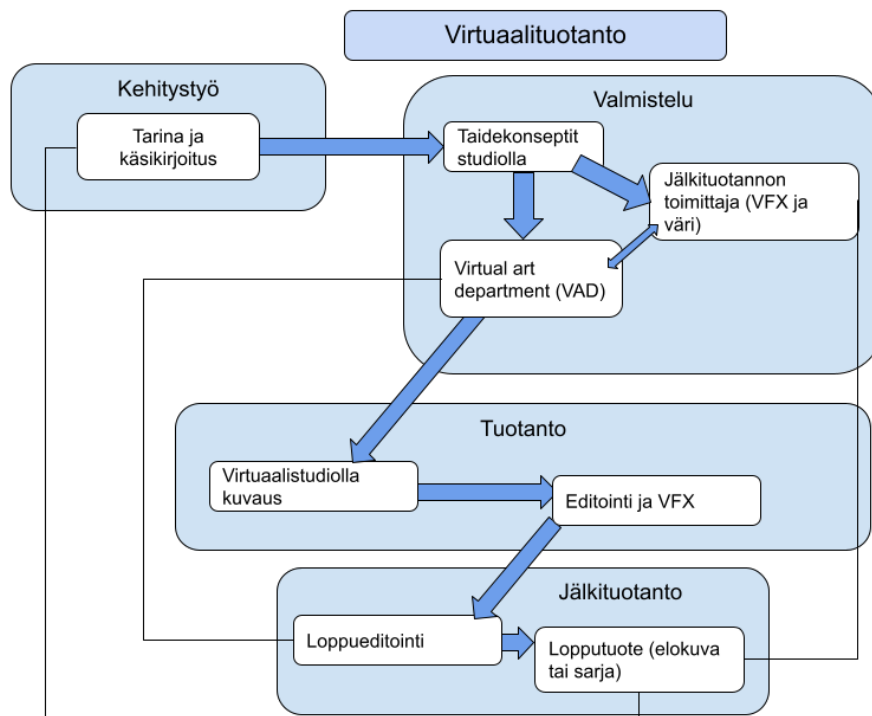 Virtuaalituotanto
Kehitystyö
Tarina ja
käsikirjoitus
Valmistelu
Taidekonseptit
studiolla
Jälkituotannon
toimittaja (VFX ja
väri)
Virtual art
department (VAD)
Tuotanto
Virtuaalistudiolla
kuvaus
Editointi ja VFX
Jälkituotanto
Loppueditointi
Lopputuote (elokuva
tai sarja)